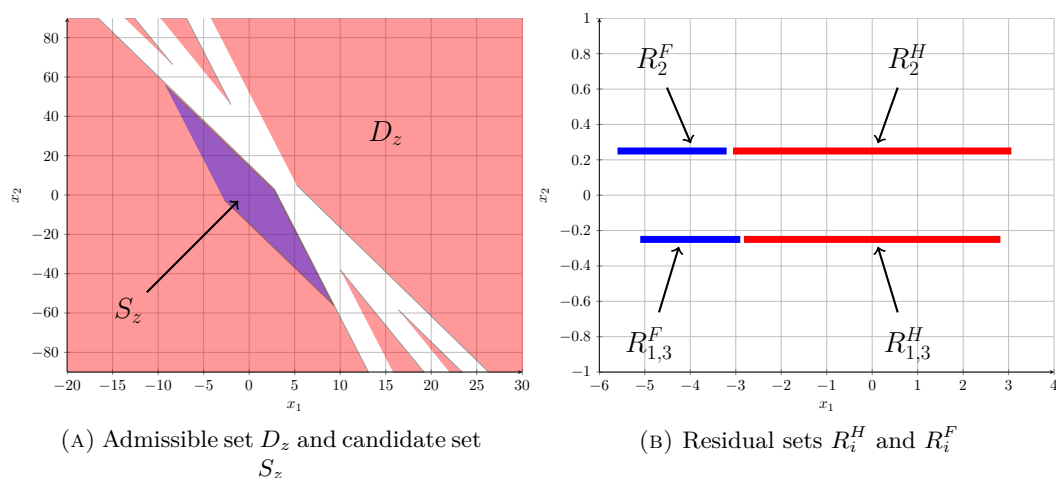 80
60
40
20
0
−20
−40
−60
−80
x₂
D_z
S_z
−20 −15 −10 −5 0 5 10 15 20 25 30
x₁
(A) Admissible set D_z and candidate set
S_z
1
0.8
0.6
0.4
0.2
0
−0.2
−0.4
−0.6
−0.8
−1
x₂
R₂^F R₂^H
R_{1,3}^F R_{1,3}^H
−6 −5 −4 −3 −2 −1 0 1 2 3 4
x₁
(B) Residual sets R_i^H and R_i^F